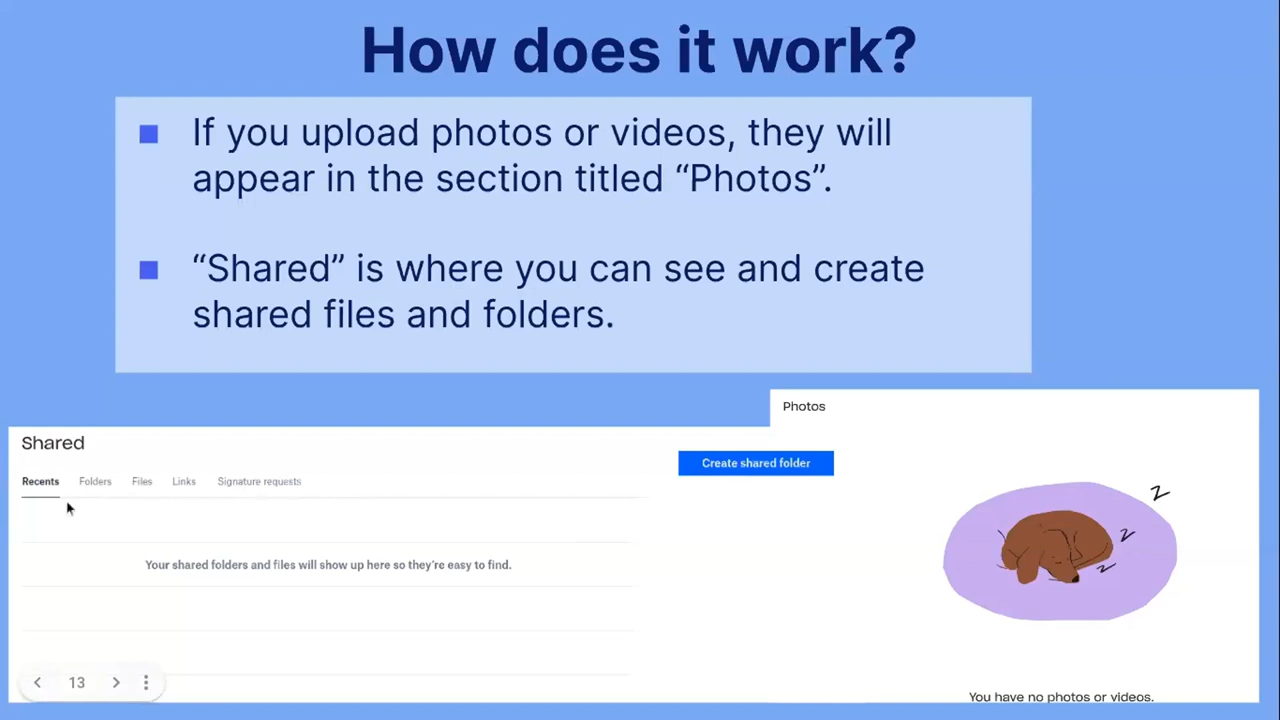 How does it work?
If you upload photos or videos, they will
appear in the section titled “Photos”.
“Shared” is where you can see and create
shared files and folders.
Photos
Shared
Create shared folder
Recents Folders Files Links Signature requests
z
z
z
Your shared folders and files will show up here so they’re easy to find.
13
You have no photos or videos.